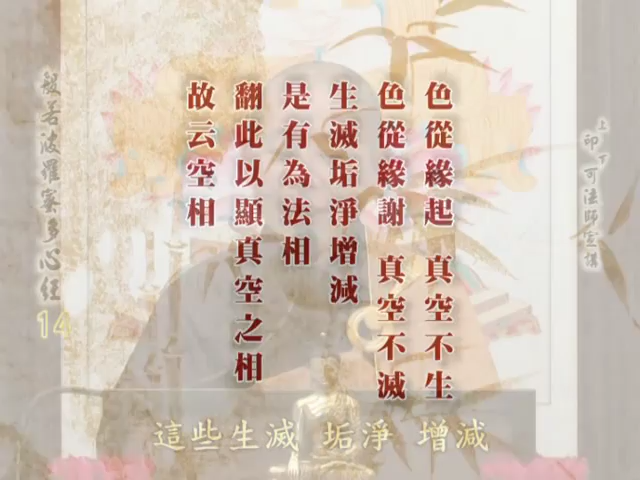 色從緣起 真空不生
色從緣謝 真空不滅
生滅垢淨增減
是有為法相
翻此以顯真空之相
故云空相
上印下可法師宣講
般若波羅蜜多心經
14
這些生滅 垢淨 增減